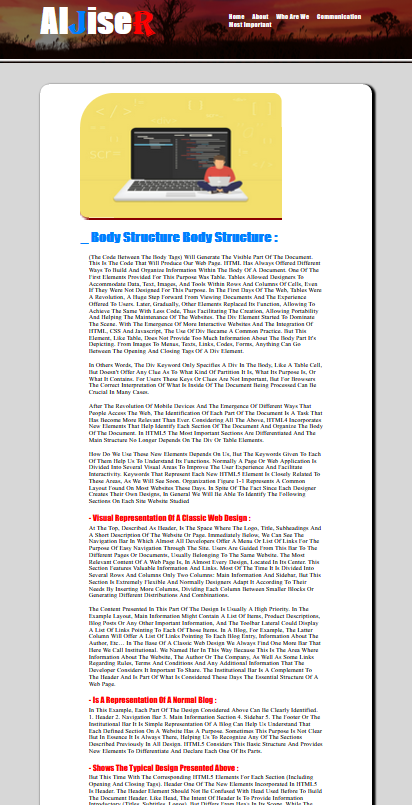 AlJiseR
Home About Who Are We Communication
Most Important
_ Body Structure Body Structure :
(The Code Between The Body Tags) Will Generate The Visible Part Of The Document.
This Is The Code That Will Produce Our Web Page. HTML Has Always Offered Different
Ways To Build And Organize Information Within The Body Of A Document. One Of The
First Elements Provided For This Purpose Was Table. Tables Allowed Designers To
Accommodate Data, Text, Images, And Tools Within Rows And Columns Of Cells, Even
If They Were Not Designed For This Purpose. In The First Days Of The Web, Tables Were
A Revolution, A Huge Step Forward From Viewing Documents And The Experience
Offered To Users. Later, Gradually, Other Elements Replaced Its Function, Allowing To
Achieve The Same With Less Code, Thus Facilitating The Creation, Allowing Portability
And Helping The Maintenance Of The Websites. The Div Element Started To Dominate
The Scene. With The Emergence Of More Interactive Websites And The Integration Of
HTML, CSS And Javascript, The Use Of Div Became A Common Practice. But This
Element, Like Table, Does Not Provide Too Much Information About The Body Part It's
Depicting. From Images To Menus, Texts, Links, Codes, Forms, Anything Can Go
Between The Opening And Closing Tags Of A Div Element.
In Others Words, The Div Keyword Only Specifies A Div In The Body, Like A Table Cell,
But Doesn't Offer Any Clue As To What Kind Of Partition It Is, What Its Purpose Is, Or
What It Contains. For Users These Keys Or Clues Are Not Important, But For Browsers
The Correct Interpretation Of What Is Inside Of The Document Being Processed Can Be
Crucial In Many Cases.
After The Revolution Of Mobile Devices And The Emergence Of Different Ways That
People Access The Web, The Identification Of Each Part Of The Document Is A Task That
Has Become More Relevant Than Ever. Considering All The Above, HTML4 Incorporates
New Elements That Help Identify Each Section Of The Document And Organize The Body
Of The Document. In HTML5 The Most Important Sections Are Differentiated And The
Main Structure No Longer Depends On The Div Or Table Elements.
How Do We Use These New Elements Depends On Us, But The Keywords Given To Each
Of Them Help Us To Understand Its Functions. Normally A Page Or Web Application Is
Divided Into Several Visual Areas To Improve The User Experience And Facilitate
Interactivity. Keywords That Represent Each New HTML5 Element Is Closely Related To
These Areas, As We Will See Soon. Organization Figure 1-1 Represents A Common
Layout Found On Most Websites These Days. In Spite Of The Fact Since Each Designer
Creates Their Own Designs, In General We Will Be Able To Identify The Following
Sections On Each Site Website Studied
- Visual Representation Of A Classic Web Design :
At The Top, Described As Header, Is The Space Where The Logo, Title, Subheadings And
A Short Description Of The Website Or Page. Immediately Below, We Can See The
Navigation Bar In Which Almost All Developers Offer A Menu Or List Of Links For The
Purpose Of Easy Navigation Through The Site. Users Are Guided From This Bar To The
Different Pages Or Documents, Usually Belonging To The Same Website. The Most
Relevant Content Of A Web Page Is, In Almost Every Design, Located In Its Center. This
Section Features Valuable Information And Links. Most Of The Time It Is Divided Into
Several Rows And Columns Only Two Columns: Main Information And Sidebar, But This
Section Is Extremely Flexible And Normally Designers Adapt It According To Their
Needs By Inserting More Columns, Dividing Each Column Between Smaller Blocks Or
Generating Different Distributions And Combinations.
The Content Presented In This Part Of The Design Is Usually A High Priority. In The
Example Layout, Main Information Might Contain A List Of Items, Product Descriptions,
Blog Posts Or Any Other Important Information, And The Toolbar Lateral Could Display
A List Of Links Pointing To Each Of Those Items. In A Blog, For Example, The Latter
Column Will Offer A List Of Links Pointing To Each Blog Entry, Information About The
Author, Etc... In The Base Of A Classic Web Design We Always Find One More Bar That
Here We Call Institutional. We Named Her In This Way Because This Is The Area Where
Information About The Website, The Author Or The Company, As Well As Some Links
Regarding Rules, Terms And Conditions And Any Additional Information That The
Developer Considers It Important To Share. The Institutional Bar Is A Complement To
The Header And Is Part Of What Is Considered These Days The Essential Structure Of A
Web Page.
- Is A Representation Of A Normal Blog :
In This Example, Each Part Of The Design Considered Above Can Be Clearly Identified.
1. Header 2. Navigation Bar 3. Main Information Section 4. Sidebar 5. The Footer Or The
Institutional Bar It Is Simple Representation Of A Blog Can Help Us Understand That
Each Defined Section On A Website Has A Purpose. Sometimes This Purpose Is Not Clear
But In Essence It Is Always There, Helping Us To Recognize Any Of The Sections
Described Previously In All Design. HTML5 Considers This Basic Structure And Provides
New Elements To Differentiate And Declare Each One Of Its Parts.
- Shows The Typical Design Presented Above :
But This Time With The Corresponding HTML5 Elements For Each Section (Including
Opening And Closing Tags). Header One Of The New Elements Incorporated In HTML5
Is Header. The Header Element Should Not Be Confused With Head Used Before To Build
The Document Header. Like Head, The Intent Of Header Is To Provide Information
Introductory (Titles, Subtitles, Logos), But Differs From Head In Its Scope. While The